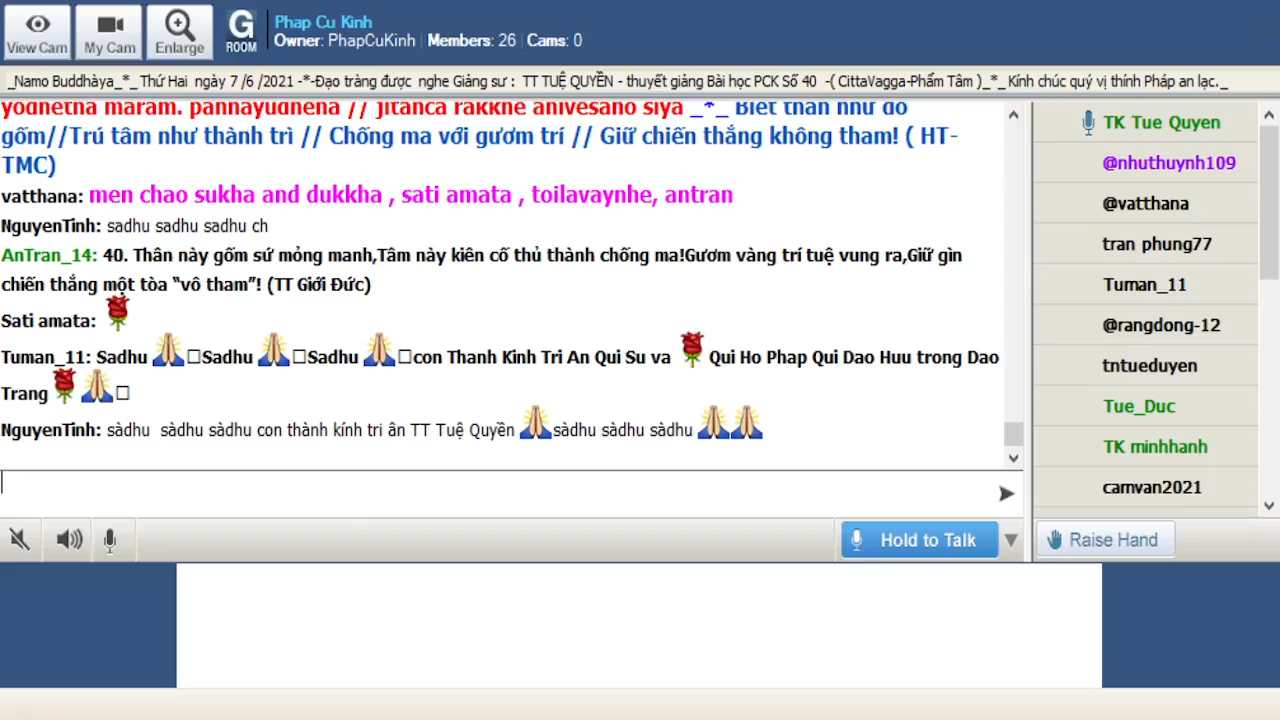 View Cam
My Cam
Enlarge
G
ROOM
Phap Cu Kinh
Owner: PhapCuKinh Members: 26 Cams: 0
_Namo Buddhàya_*_Thứ Hai ngày 7 /6 /2021 -*-Đạo tràng được nghe Giảng sư : TT TUỆ QUYỀN - thuyết giảng Bài học PCK Số 40 -( CittaVagga-Phẩm Tâm )_*_Kính chúc quý vị thính Pháp an lạc._
gốm//Trú tâm như thành trì // Chống ma với gươm trí // Giữ chiến thắng không tham! ( HT-
TMC)
vatthana: men chao sukha and dukkha , sati amata , toilavaynhe, antran
NguyenTinh: sadhu sadhu sadhu ch
AnTran_14: 40. Thân này gốm sứ mỏng manh,Tâm này kiên cố thủ thành chống ma!Gươm vàng trí tuệ vung ra,Giữ gìn
chiến thắng một tòa “vô tham”! (TT Giới Đức)
Sati amata:
Tuman_11: Sadhu Sadhu Sadhu con Thanh Kinh Tri An Qui Su va Qui Ho Phap Qui Dao Huu trong Dao
Trang
NguyenTinh: sàdhu sàdhu sàdhu con thành kính tri ân TT Tuệ Quyền sàdhu sàdhu sàdhu
TK Tue Quyen
@nhuthuynh109
@vatthana
tran phung77
Tuman_11
@rangdong-12
tntueduyen
Tue_Duc
TK minhhanh
camvan2021
Hold to Talk
Raise Hand